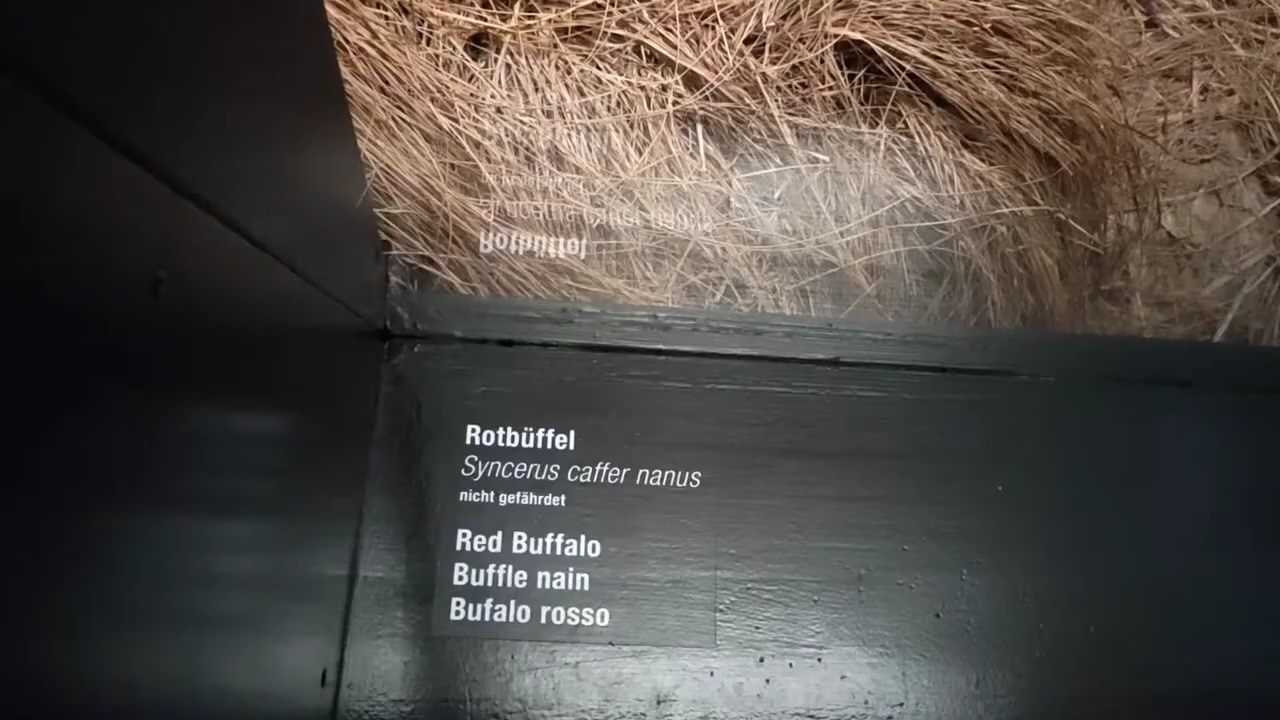 Rotbüffel
Syncerus caffer nanus
nicht gefährdet
Red Buffalo
Buffle nain
Bufalo rosso